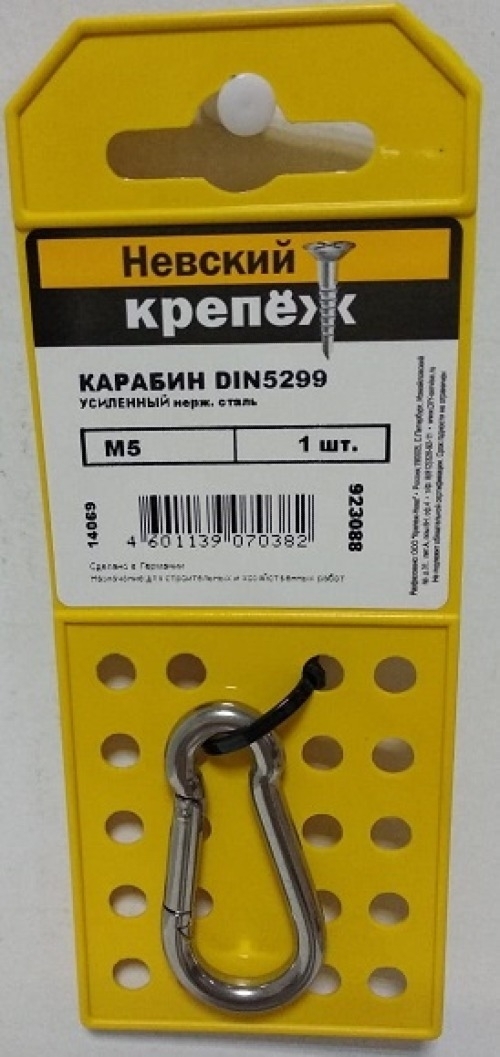 Невский
крепёж
КАРАБИН DIN5299
УСИЛЕННЫЙ нерж. сталь
M5 1 шт.
14069
4 601139 070382
923088
Сделано в Германии
Назначение: для строительных и хозяйственных работ